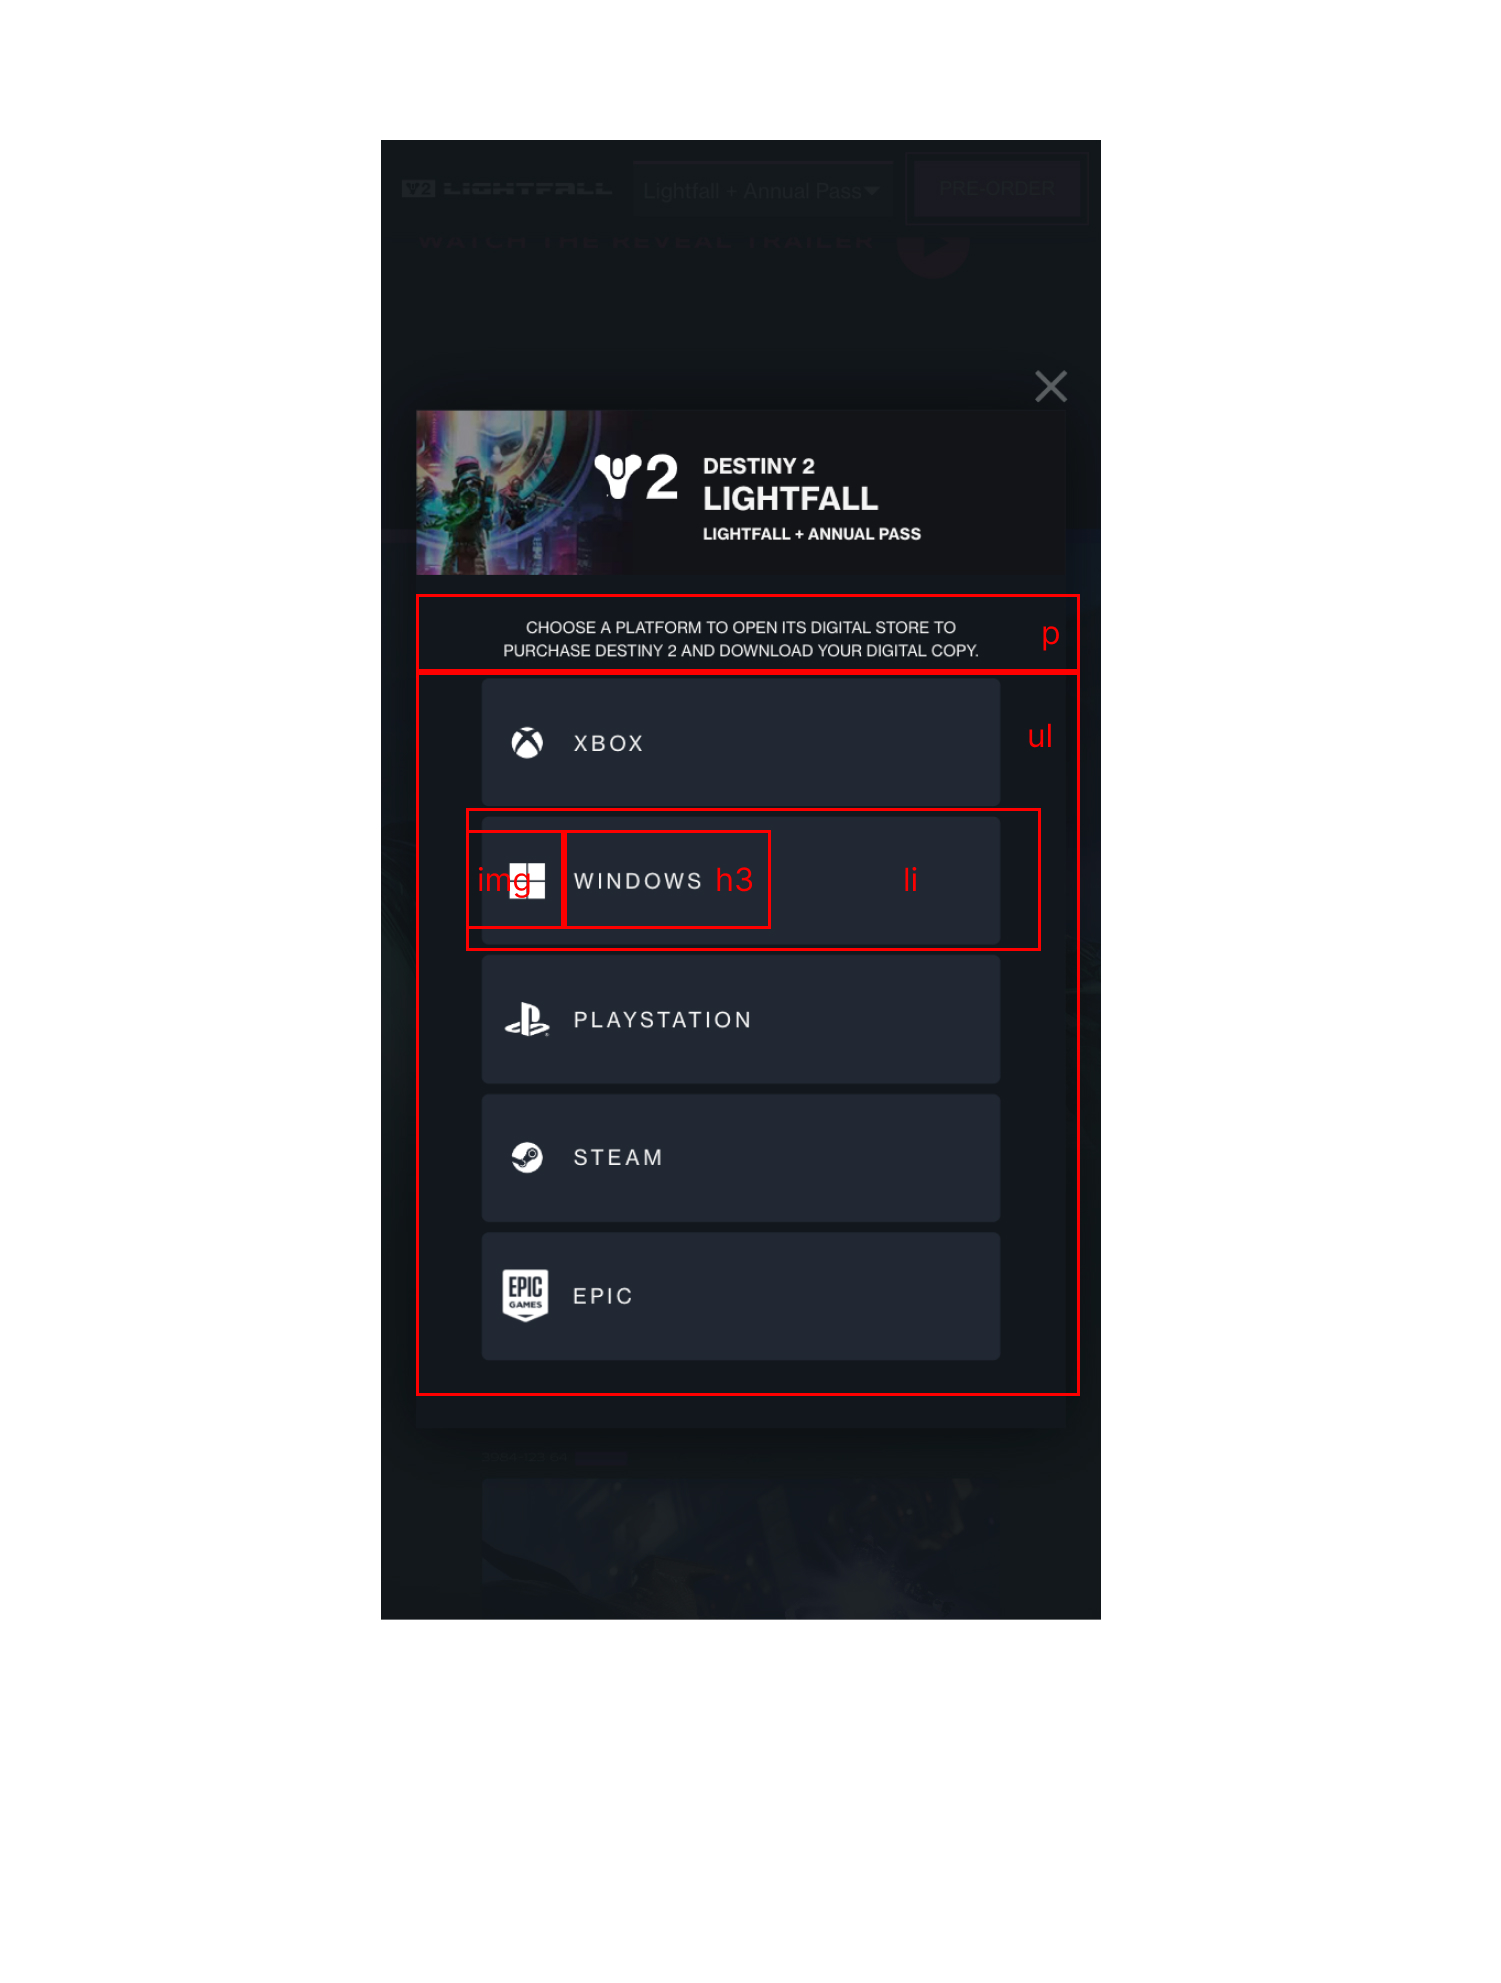 LIGHTFALL
Lightfall + Annual Pass
PRE-ORDER
WATCH THE REVEAL TRAILER
2
DESTINY 2
LIGHTFALL
LIGHTFALL + ANNUAL PASS
CHOOSE A PLATFORM TO OPEN ITS DIGITAL STORE TO
PURCHASE DESTINY 2 AND DOWNLOAD YOUR DIGITAL COPY.
p
XBOX
ul
img
WINDOWS
h3
li
PLAYSTATION
STEAM
EPIC GAMES
EPIC